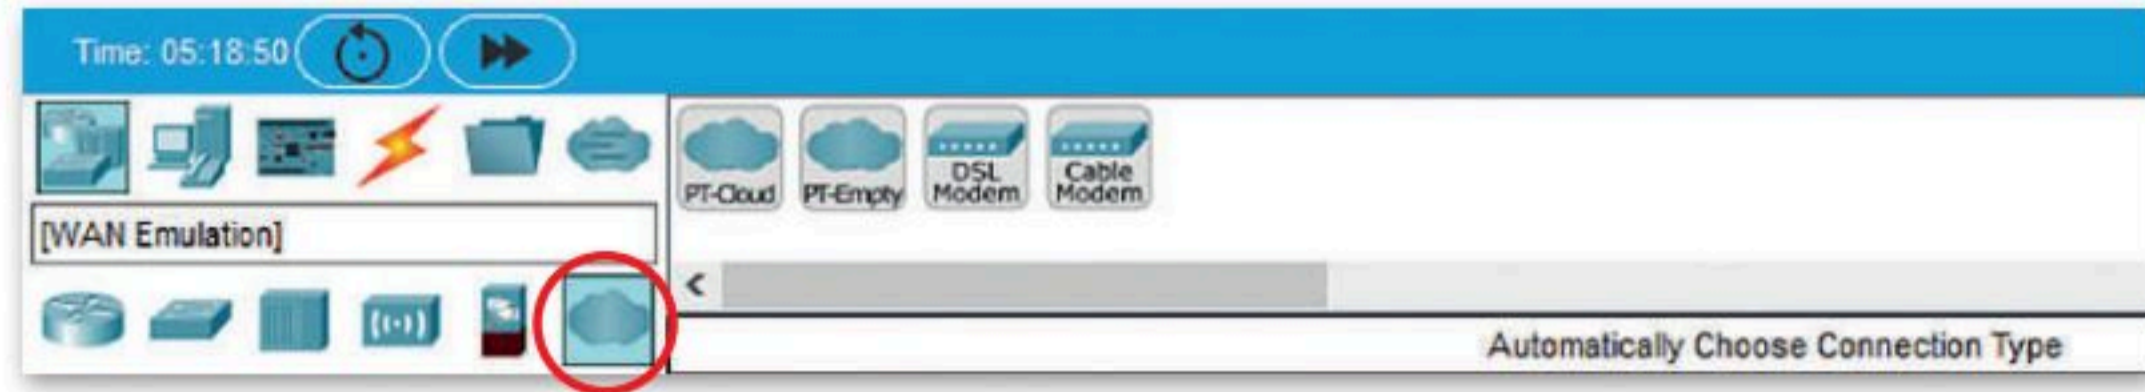 Time: 05:18:50
PT-Cloud
PT-Empty
DSL
Modem
Cable
Modem
[WAN Emulation]
<
Automatically Choose Connection Type